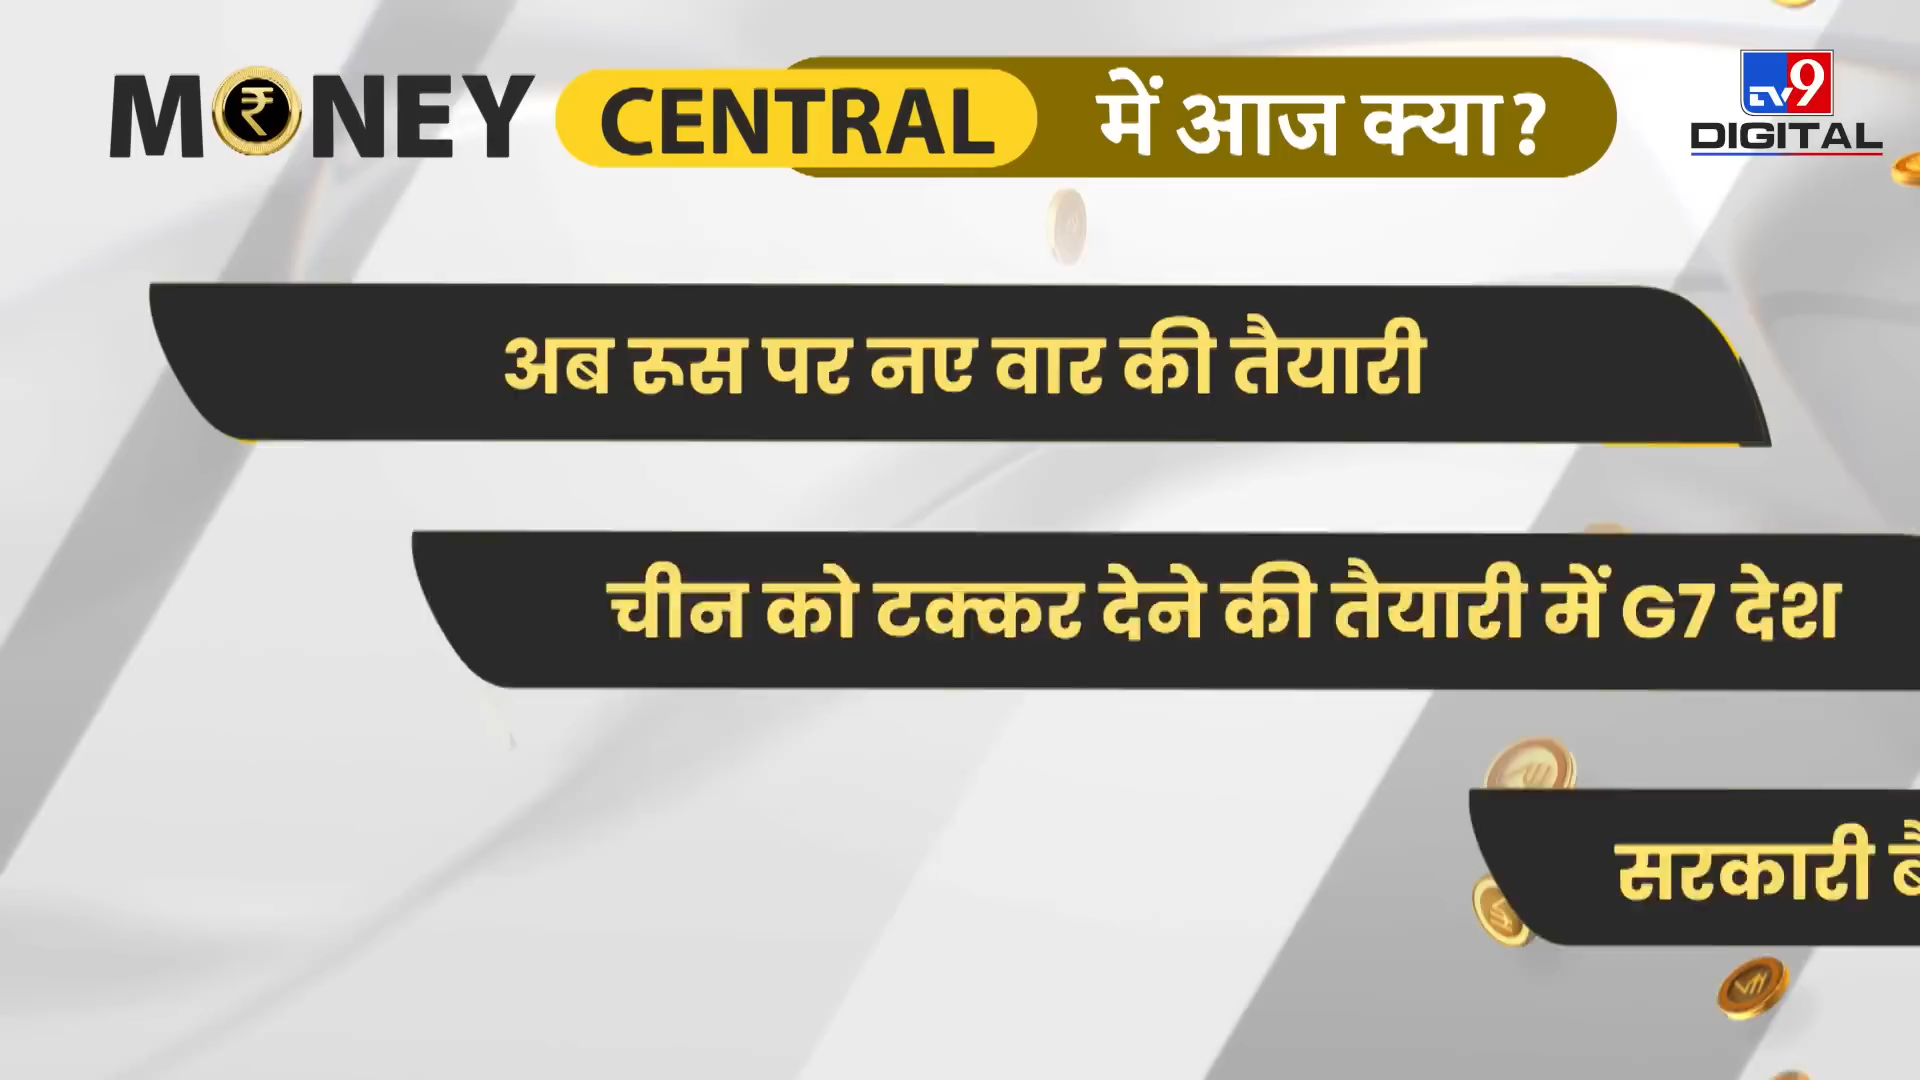 MONEY CENTRAL में आज क्या?
TV9
DIGITAL
अब रूस पर नए वार की तैयारी
चीन को टक्कर देने की तैयारी में G7 देश
सरकारी